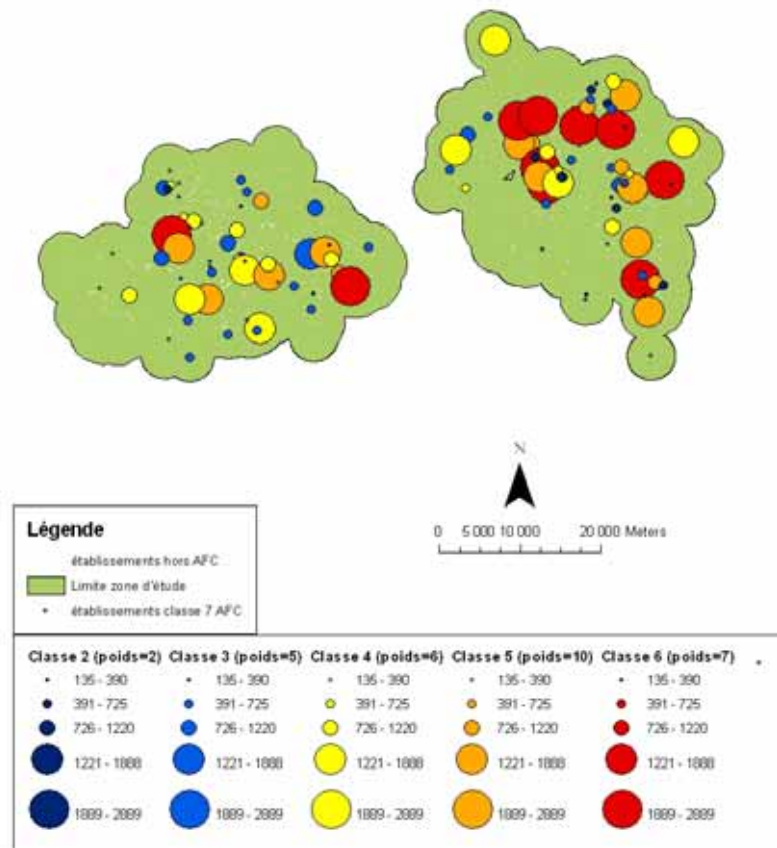 N
0 5 000 10 000 20 000 Meters
Légende
établissements hors AFC
Limite zone d'étude
établissements classe 7 AFC
Classe 2 (poids=2) Classe 3 (poids=5) Classe 4 (poids=6) Classe 5 (poids=10) Classe 6 (poids=7)
135 - 390 135 - 390 135 - 390 135 - 390 135 - 390
391 - 725 391 - 725 391 - 725 391 - 725 391 - 725
726 - 1220 726 - 1220 726 - 1220 726 - 1220 726 - 1220
1221 - 1888 1221 - 1888 1221 - 1888 1221 - 1888 1221 - 1888
1889 - 2889 1889 - 2889 1889 - 2889 1889 - 2889 1889 - 2889